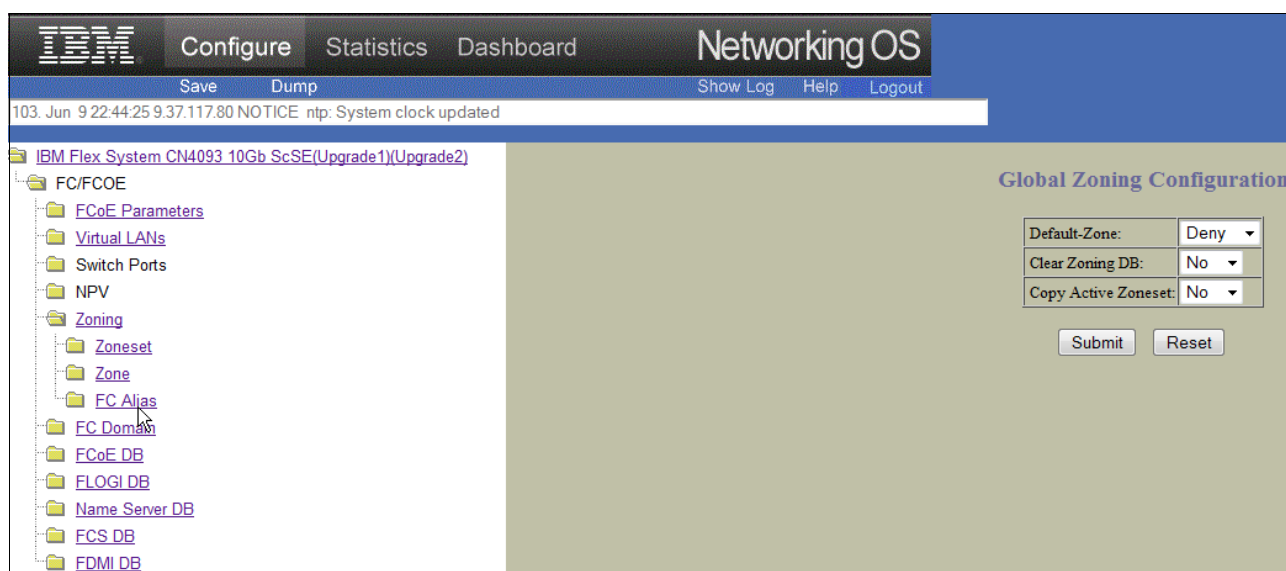 IBM Configure Statistics Dashboard Networking OS
Save Dump Show Log Help Logout
103. Jun 9 22:44:25 9.37.117.80 NOTICE ntp: System clock updated
IBM Flex System CN4093 10Gb ScSE(Upgrade1)(Upgrade2)
FC/FCOE
FCoE Parameters
Virtual LANs
Switch Ports
NPV
Zoning
Zoneset
Zone
FC Alias
FC Domain
FCoE DB
FLOGI DB
Name Server DB
FCS DB
FDMI DB
Global Zoning Configuration
Default-Zone: Deny
Clear Zoning DB: No
Copy Active Zoneset: No
Submit Reset